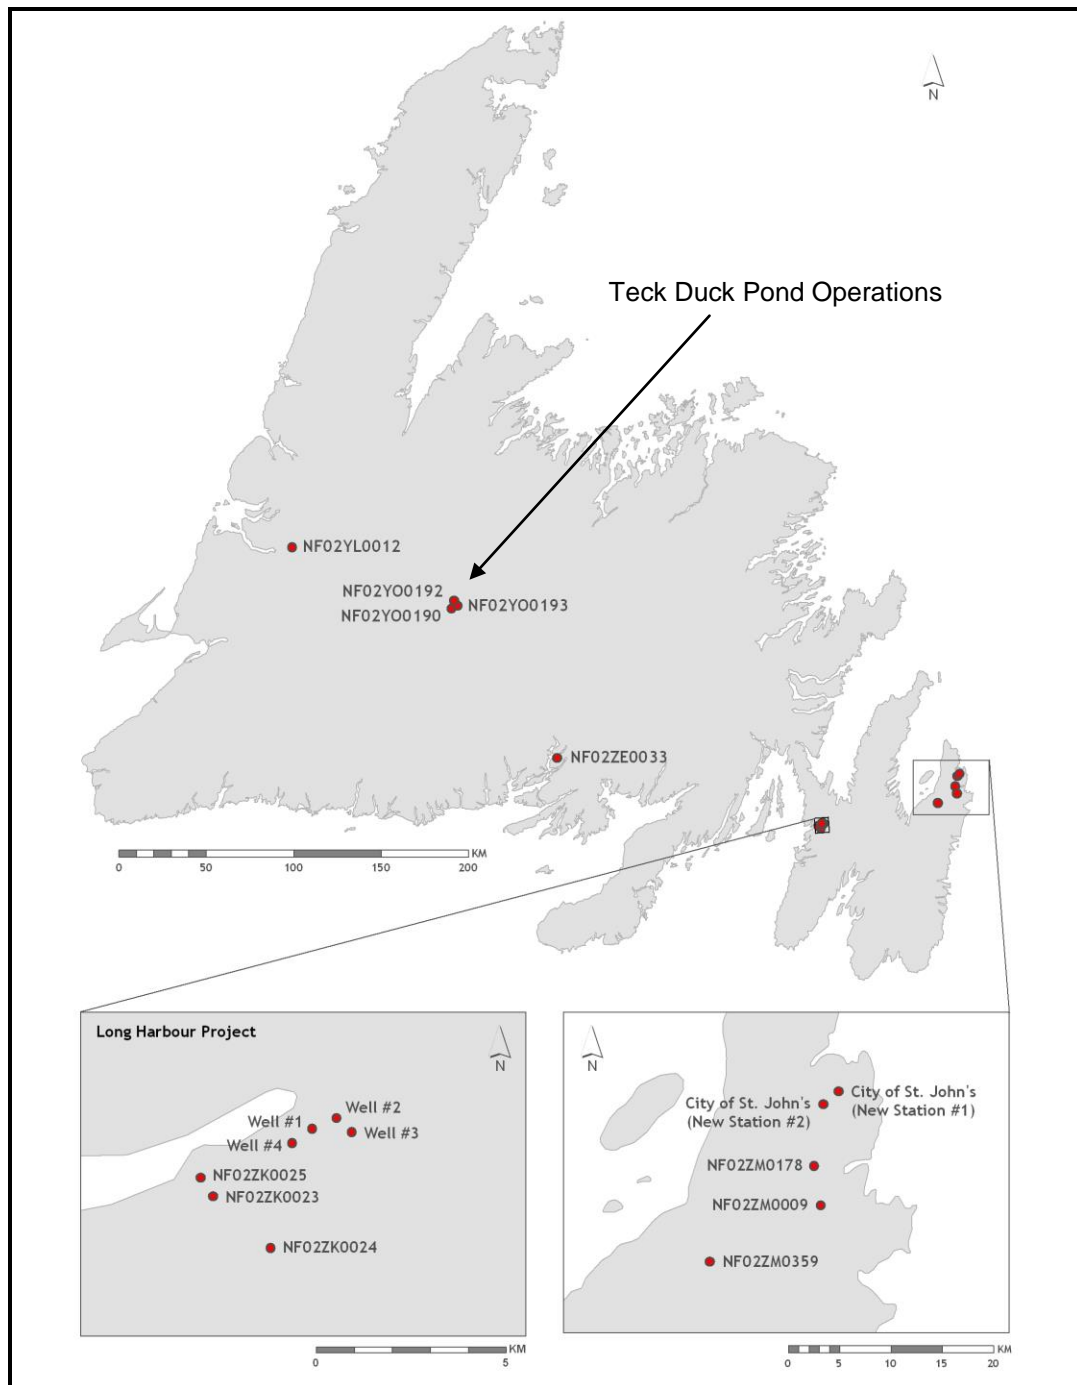 N
Teck Duck Pond Operations
NF02YL0012
NF02YO0192
NF02YO0193
NF02YO0190
NF02ZE0033
KM
0 50 100 150 200
Long Harbour Project
N
Well #2
Well #1
Well #3
Well #4
NF02ZK0025
NF02ZK0023
NF02ZK0024
KM
0 5
N
City of St. John's
(New Station #1)
City of St. John's
(New Station #2)
NF02ZM0178
NF02ZM0009
NF02ZM0359
KM
0 5 10 15 20